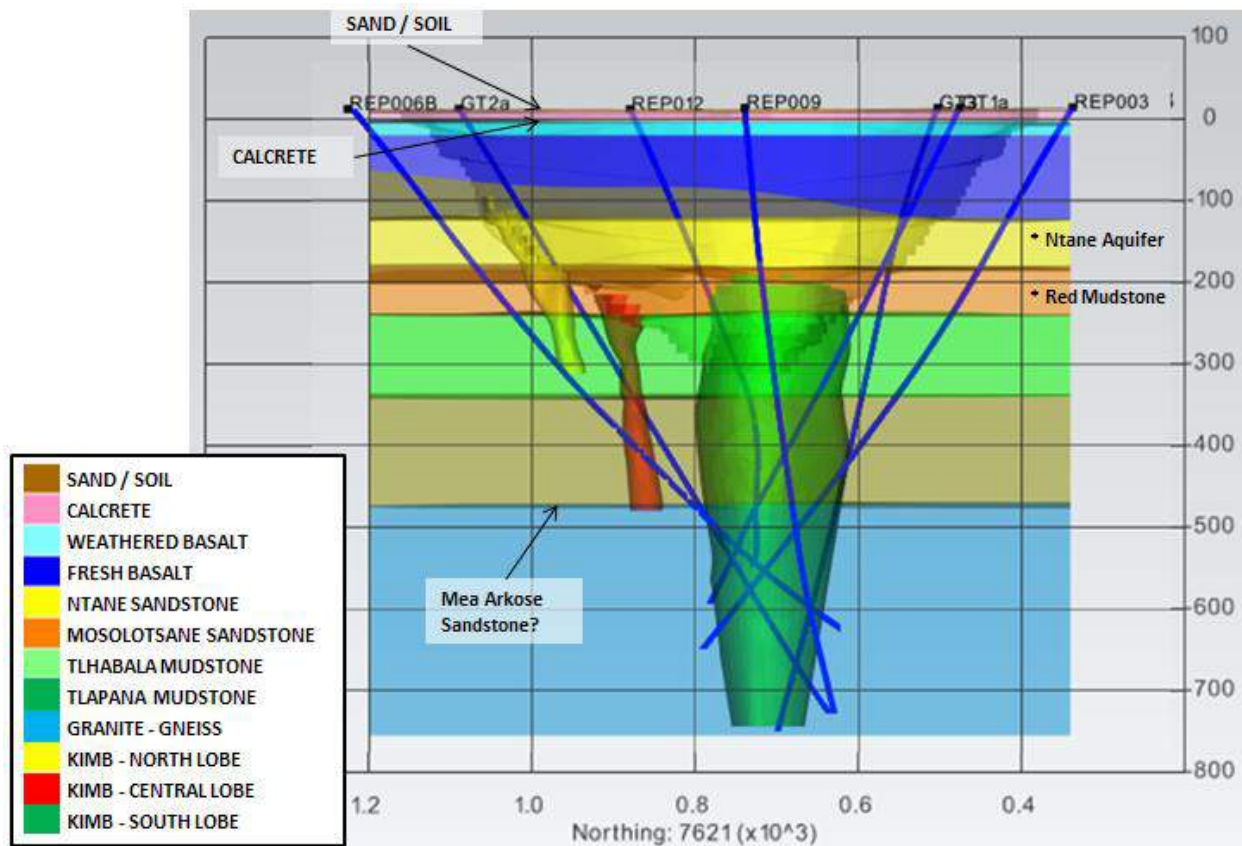 SAND / SOIL
100
REP006B
GT2a
REP012
REP009
GT3
GT1a
REP003
0
CALCRETE
-100
* Ntane Aquifer
-200
* Red Mudstone
-300
-400
-500
Mea Arkose
Sandstone?
-600
-700
-800
SAND / SOIL
CALCRETE
WEATHERED BASALT
FRESH BASALT
NTANE SANDSTONE
MOSOLOTSANE SANDSTONE
TLHABALA MUDSTONE
TLAPANA MUDSTONE
GRANITE - GNEISS
KIMB - NORTH LOBE
KIMB - CENTRAL LOBE
KIMB - SOUTH LOBE
1.2
1.0
0.8
0.6
0.4
Northing: 7621 (x10^3)